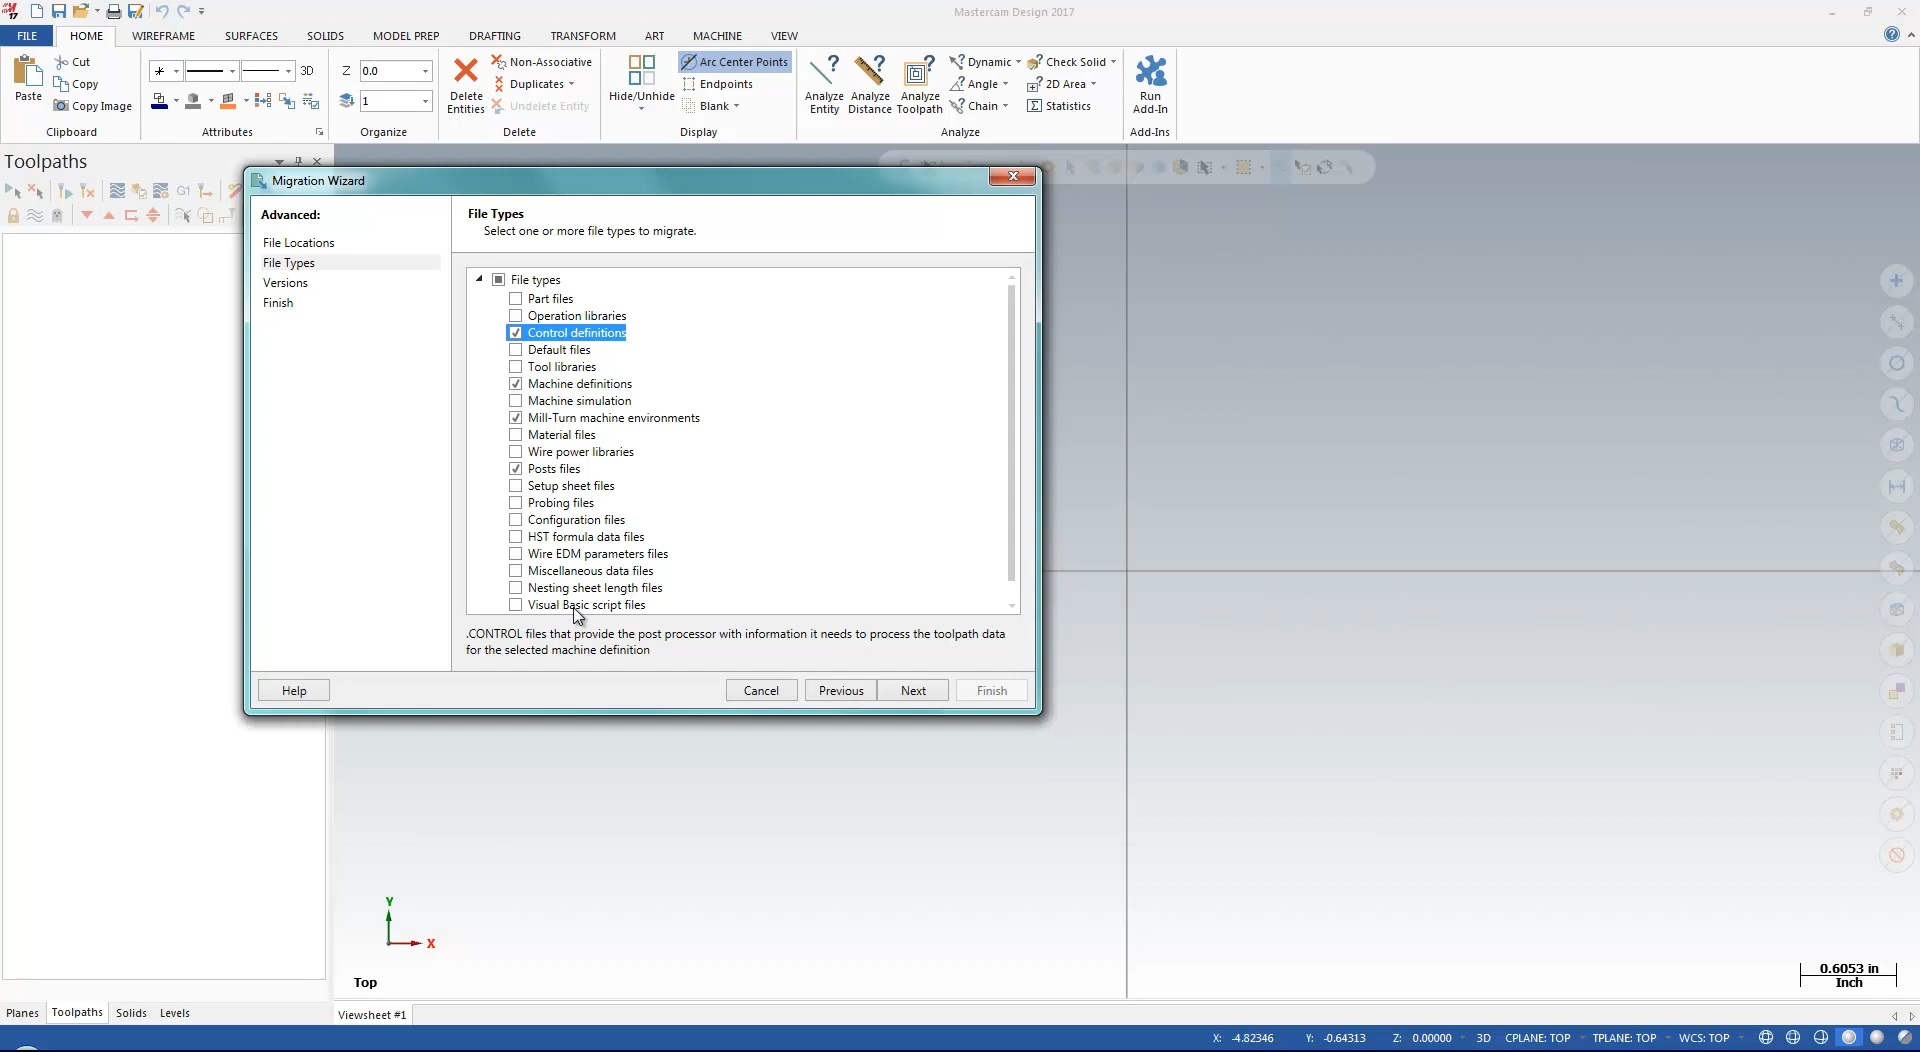 17
Mastercam Design 2017
FILE HOME WIREFRAME SURFACES SOLIDS MODEL PREP DRAFTING TRANSFORM ART MACHINE VIEW
Paste
Cut
Copy
Copy Image
Clipboard
3D
Attributes
Z 0.0
1
Organize
Delete Entities
Non-Associative
Duplicates
Undelete Entity
Delete
Hide/Unhide
Arc Center Points
Endpoints
Blank
Display
Analyze Entity
Analyze Distance
Analyze Toolpath
Dynamic
Angle
Chain
Check Solid
2D Area
Statistics
Analyze
Run Add-In
Add-Ins
Toolpaths
G1
Migration Wizard
Advanced:
File Locations
File Types
Versions
Finish
File Types
Select one or more file types to migrate.
File types
Part files
Operation libraries
Control definitions
Default files
Tool libraries
Machine definitions
Machine simulation
Mill-Turn machine environments
Material files
Wire power libraries
Posts files
Setup sheet files
Probing files
Configuration files
HST formula data files
Wire EDM parameters files
Miscellaneous data files
Nesting sheet length files
Visual Basic script files
.CONTROL files that provide the post processor with information it needs to process the toolpath data
for the selected machine definition
Help Cancel Previous Next Finish
Y
X
Top
0.6053 in
Inch
Planes Toolpaths Solids Levels
Viewsheet #1
X: -4.82346 Y: -0.64313 Z: 0.00000 3D CPLANE: TOP TPLANE: TOP WCS: TOP